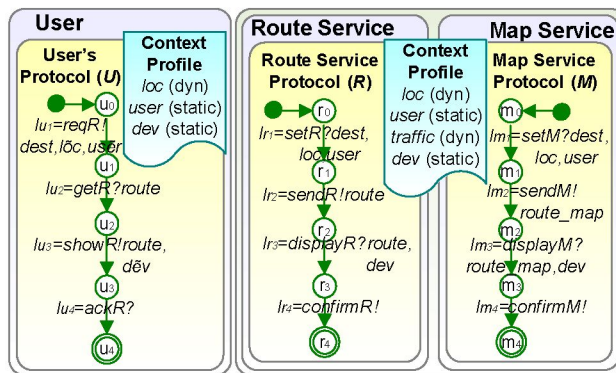 User
User's
Protocol (U)
Context
Profile
loc (dyn)
user (static)
dev (static)
u0
lu1=reqR!
dest,lõc,usẽr
u1
lu2=getR?route
u2
lu3=showR!route,
dẽv
u3
lu4=ackR?
u4
Route Service
Route Service
Protocol (R)
Context
Profile
loc (dyn)
user (static)
traffic (dyn)
dev (static)
r0
lr1=setR?dest,
loc,user
r1
lr2=sendR!route
r2
lr3=displayR?route,
dev
r3
lr4=confirmR!
r4
Map Service
Map Service
Protocol (M)
m0
lm1=setM?dest,
loc,user
m1
lm2=sendM!
route_map
m2
lm3=displayM?
route_map,dev
m3
lm4=confirmM!
m4